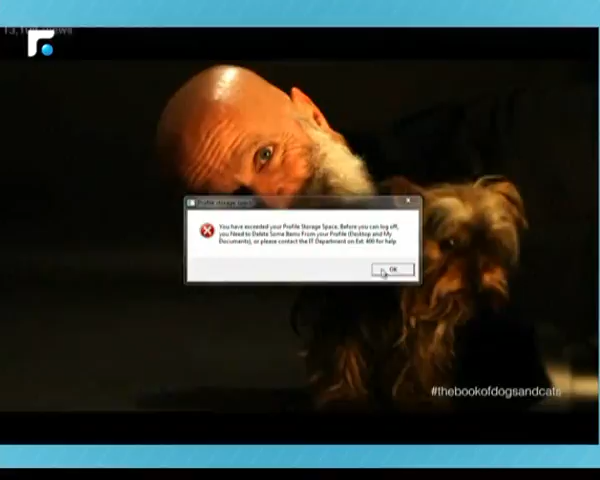 Profile storage space
You have exceeded your Profile Storage Space. Before you can log off,
you Need to Delete Some Items From your Profile (Desktop and My
Documents), or please contact the IT Department on Ext. 400 for help
OK
#thebookofdogsandcats